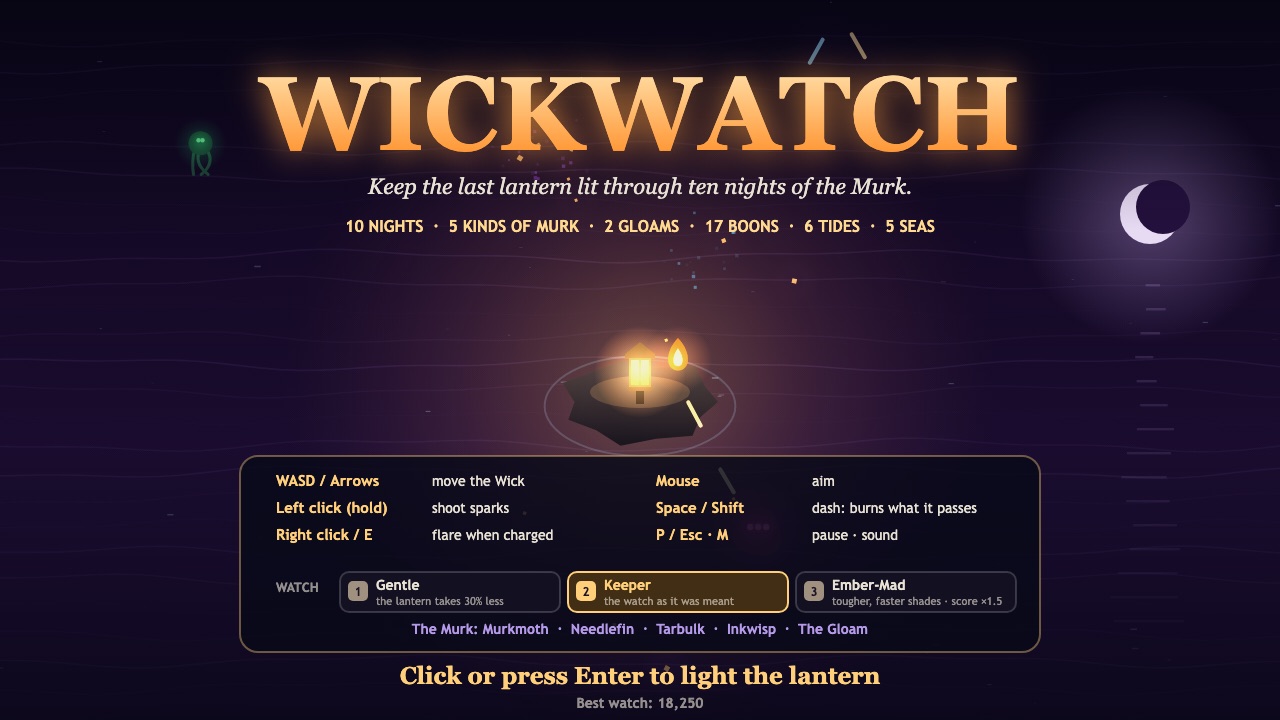 WICKWATCH
Keep the last lantern lit through ten nights of the Murk.
10 NIGHTS · 5 KINDS OF MURK · 2 GLOAMS · 17 BOONS · 6 TIDES · 5 SEAS
WASD / Arrows move the Wick Mouse aim
Left click (hold) shoot sparks Space / Shift dash: burns what it passes
Right click / E flare when charged P / Esc · M pause · sound
WATCH
1 Gentle
the lantern takes 30% less
2 Keeper
the watch as it was meant
3 Ember-Mad
tougher, faster shades · score ×1.5
The Murk: Murkmoth · Needlefin · Tarbulk · Inkwisp · The Gloam
Click or press Enter to light the lantern
Best watch: 18,250